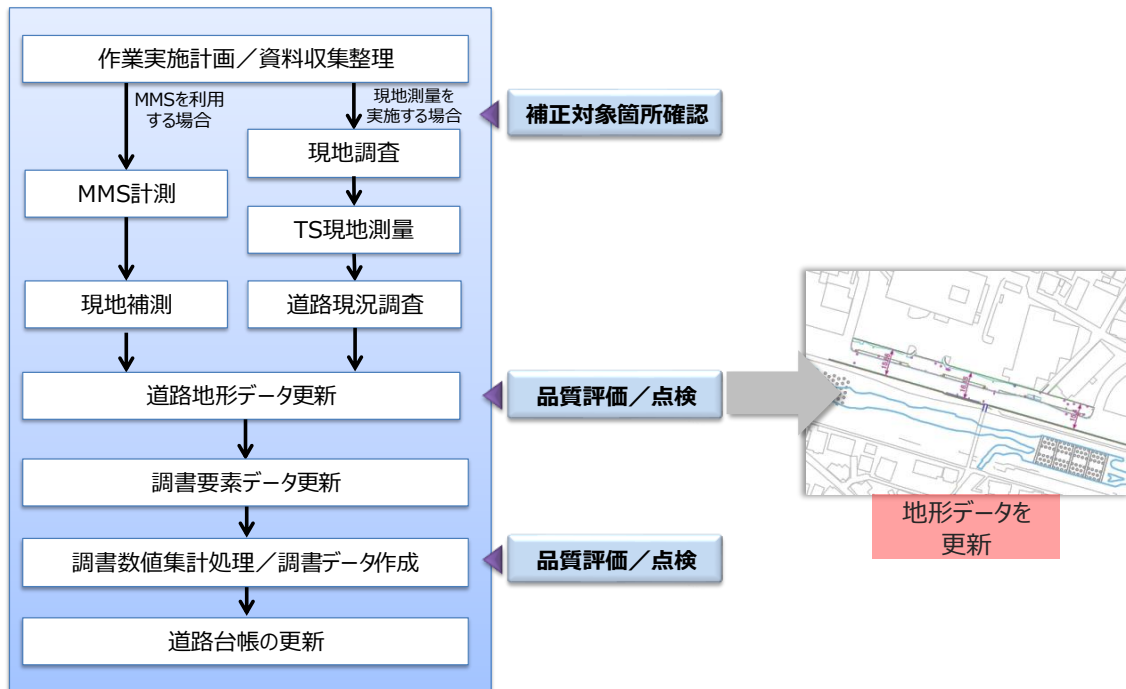 作業実施計画／資料収集整理
MMSを利用
する場合
現地測量を
実施する場合
補正対象箇所確認
現地調査
MMS計測
TS現地測量
現地補測
道路現況調査
道路地形データ更新
品質評価／点検
調書要素データ更新
調書数値集計処理／調書データ作成
品質評価／点検
道路台帳の更新
地形データを
更新